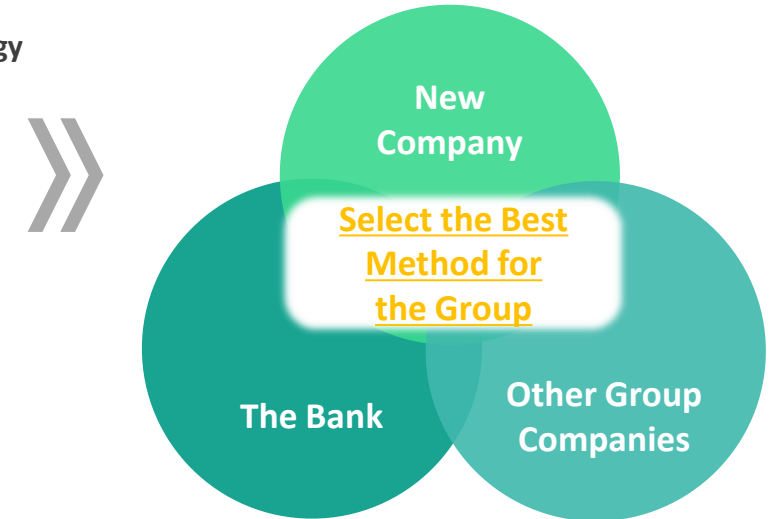 gy
New
Company
Select the Best
Method for
the Group
The Bank
Other Group
Companies